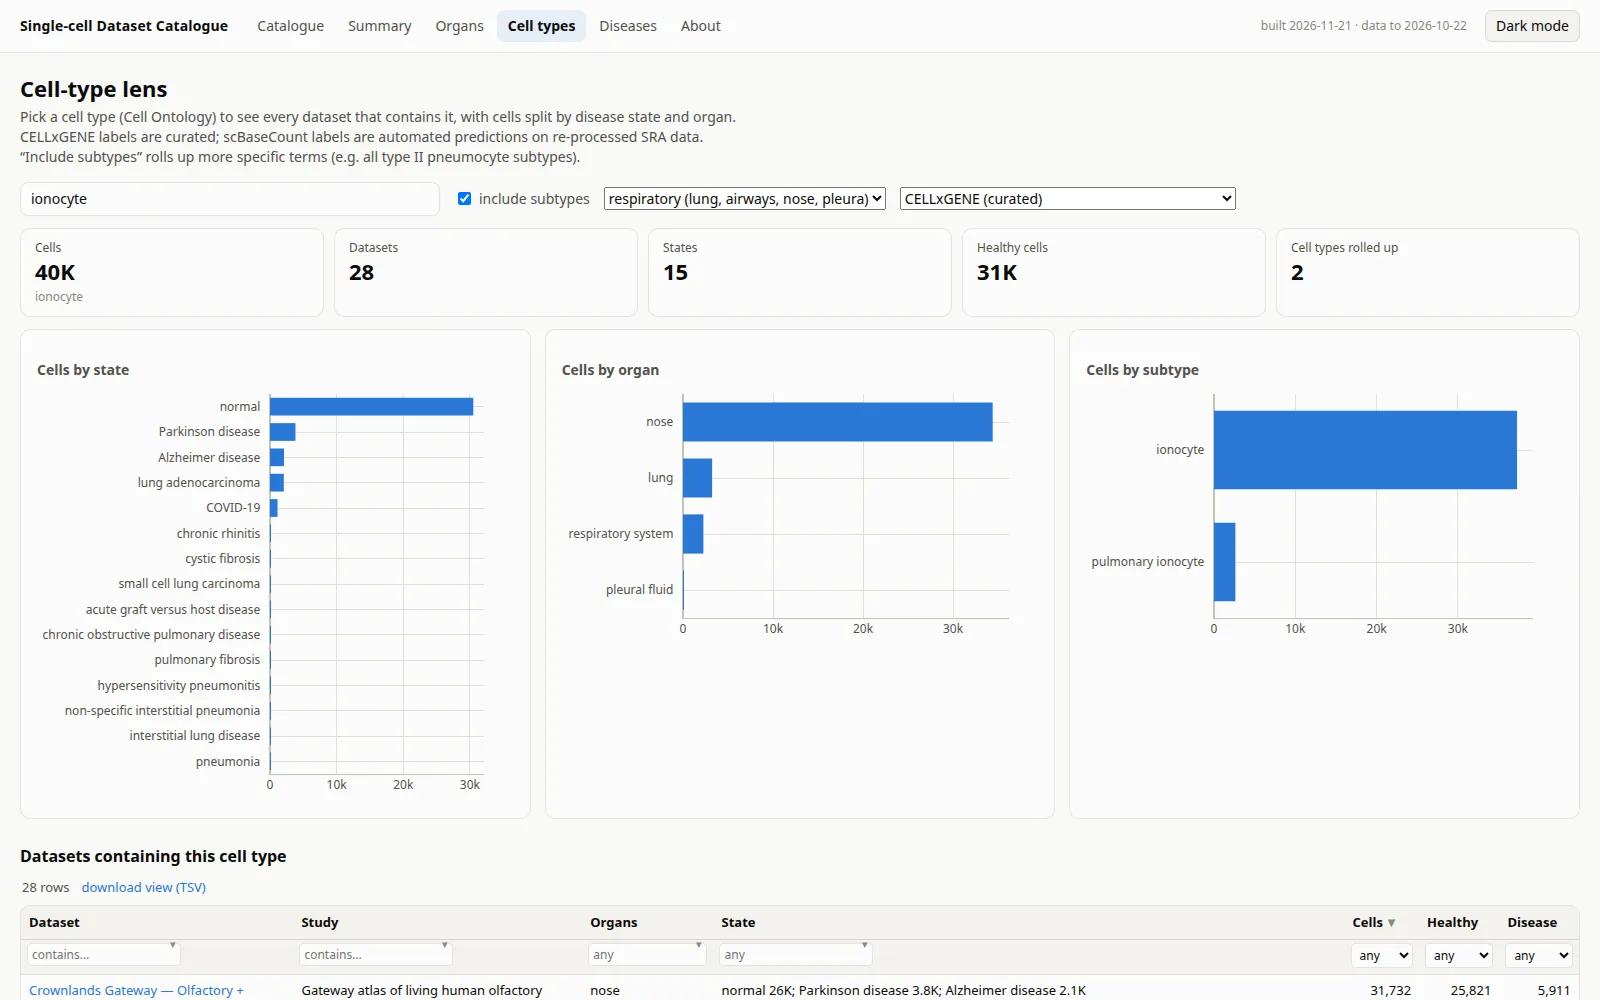 Single-cell Dataset Catalogue Catalogue Summary Organs Cell types Diseases About built 2026-11-21 · data to 2026-10-22 Dark mode
Cell-type lens
Pick a cell type (Cell Ontology) to see every dataset that contains it, with cells split by disease state and organ.
CELLxGENE labels are curated; scBaseCount labels are automated predictions on re-processed SRA data.
“Include subtypes” rolls up more specific terms (e.g. all type II pneumocyte subtypes).
ionocyte include subtypes respiratory (lung, airways, nose, pleura) CELLxGENE (curated)
Cells
40K
ionocyte
Datasets
28
States
15
Healthy cells
31K
Cell types rolled up
2
Cells by state
normal
Parkinson disease
Alzheimer disease
lung adenocarcinoma
COVID-19
chronic rhinitis
cystic fibrosis
small cell lung carcinoma
acute graft versus host disease
chronic obstructive pulmonary disease
pulmonary fibrosis
hypersensitivity pneumonitis
non-specific interstitial pneumonia
interstitial lung disease
pneumonia
0 10k 20k 30k
Cells by organ
nose
lung
respiratory system
pleural fluid
0 10k 20k 30k
Cells by subtype
ionocyte
pulmonary ionocyte
0 10k 20k 30k
Datasets containing this cell type
28 rows download view (TSV)
Dataset Study Organs State Cells ▼ Healthy Disease
contains... contains... any any any any any
Crownlands Gateway — Olfactory + Gateway atlas of living human olfactory nose normal 26K; Parkinson disease 3.8K; Alzheimer disease 2.1K 31,732 25,821 5,911